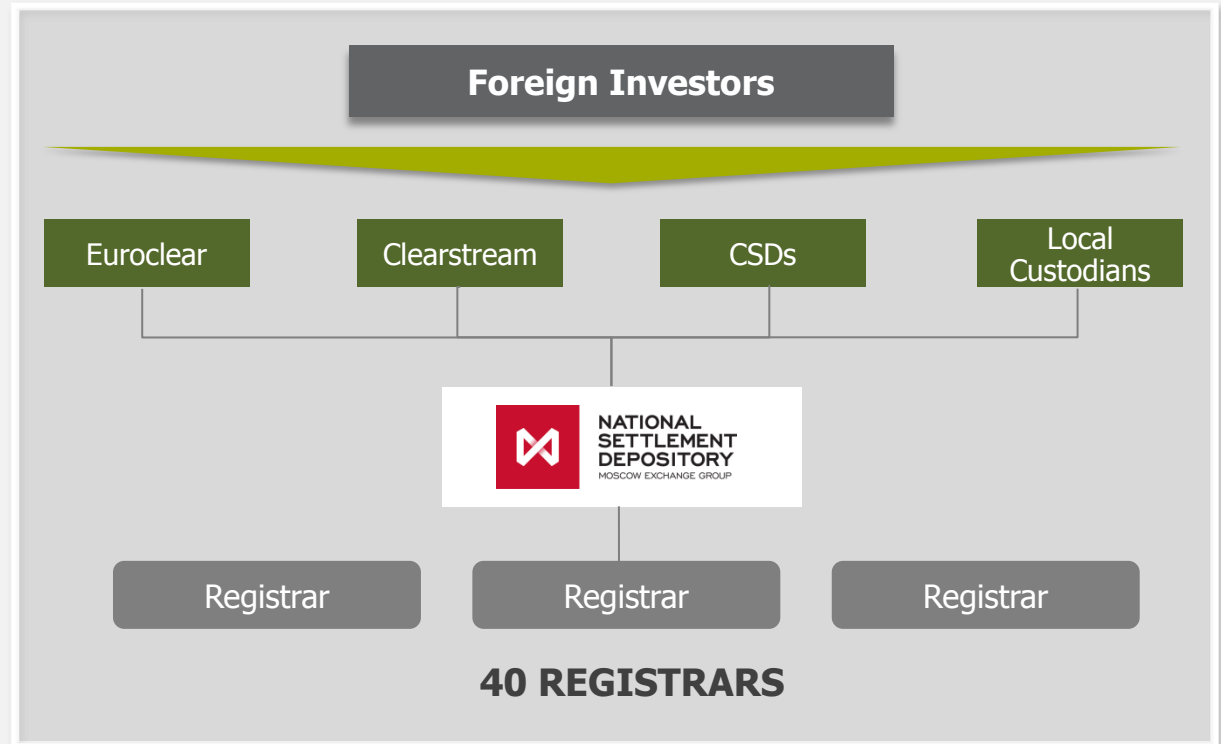 Foreign Investors
Euroclear
Clearstream
CSDs
Local
Custodians
NATIONAL
SETTLEMENT
DEPOSITORY
MOSCOW EXCHANGE GROUP
Registrar
Registrar
Registrar
40 REGISTRARS